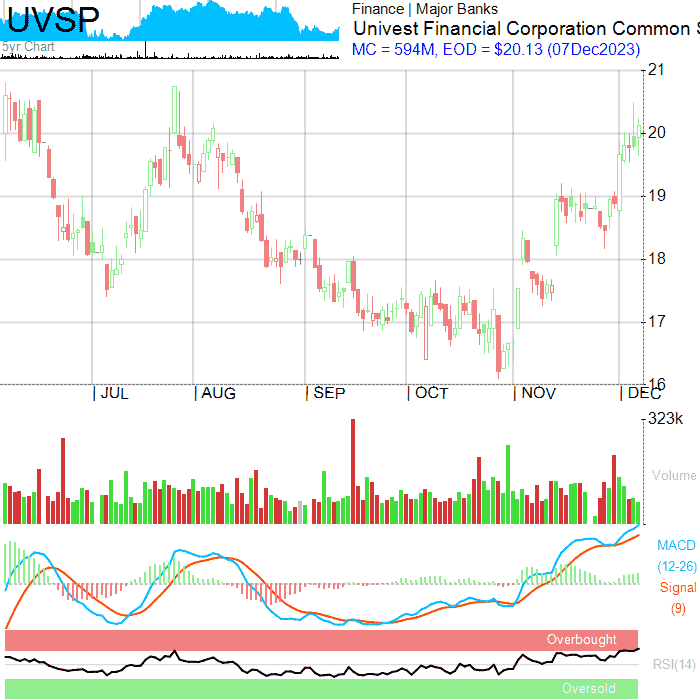 UVSP
5yr Chart
Finance | Major Banks
Univest Financial Corporation Common S
MC = 594M, EOD = $20.13 (07Dec2023)
21
20
19
18
17
16
JUL
AUG
SEP
OCT
NOV
DEC
323k
Volume
MACD
(12-26)
Signal
(9)
Overbought
RSI(14)
Oversold